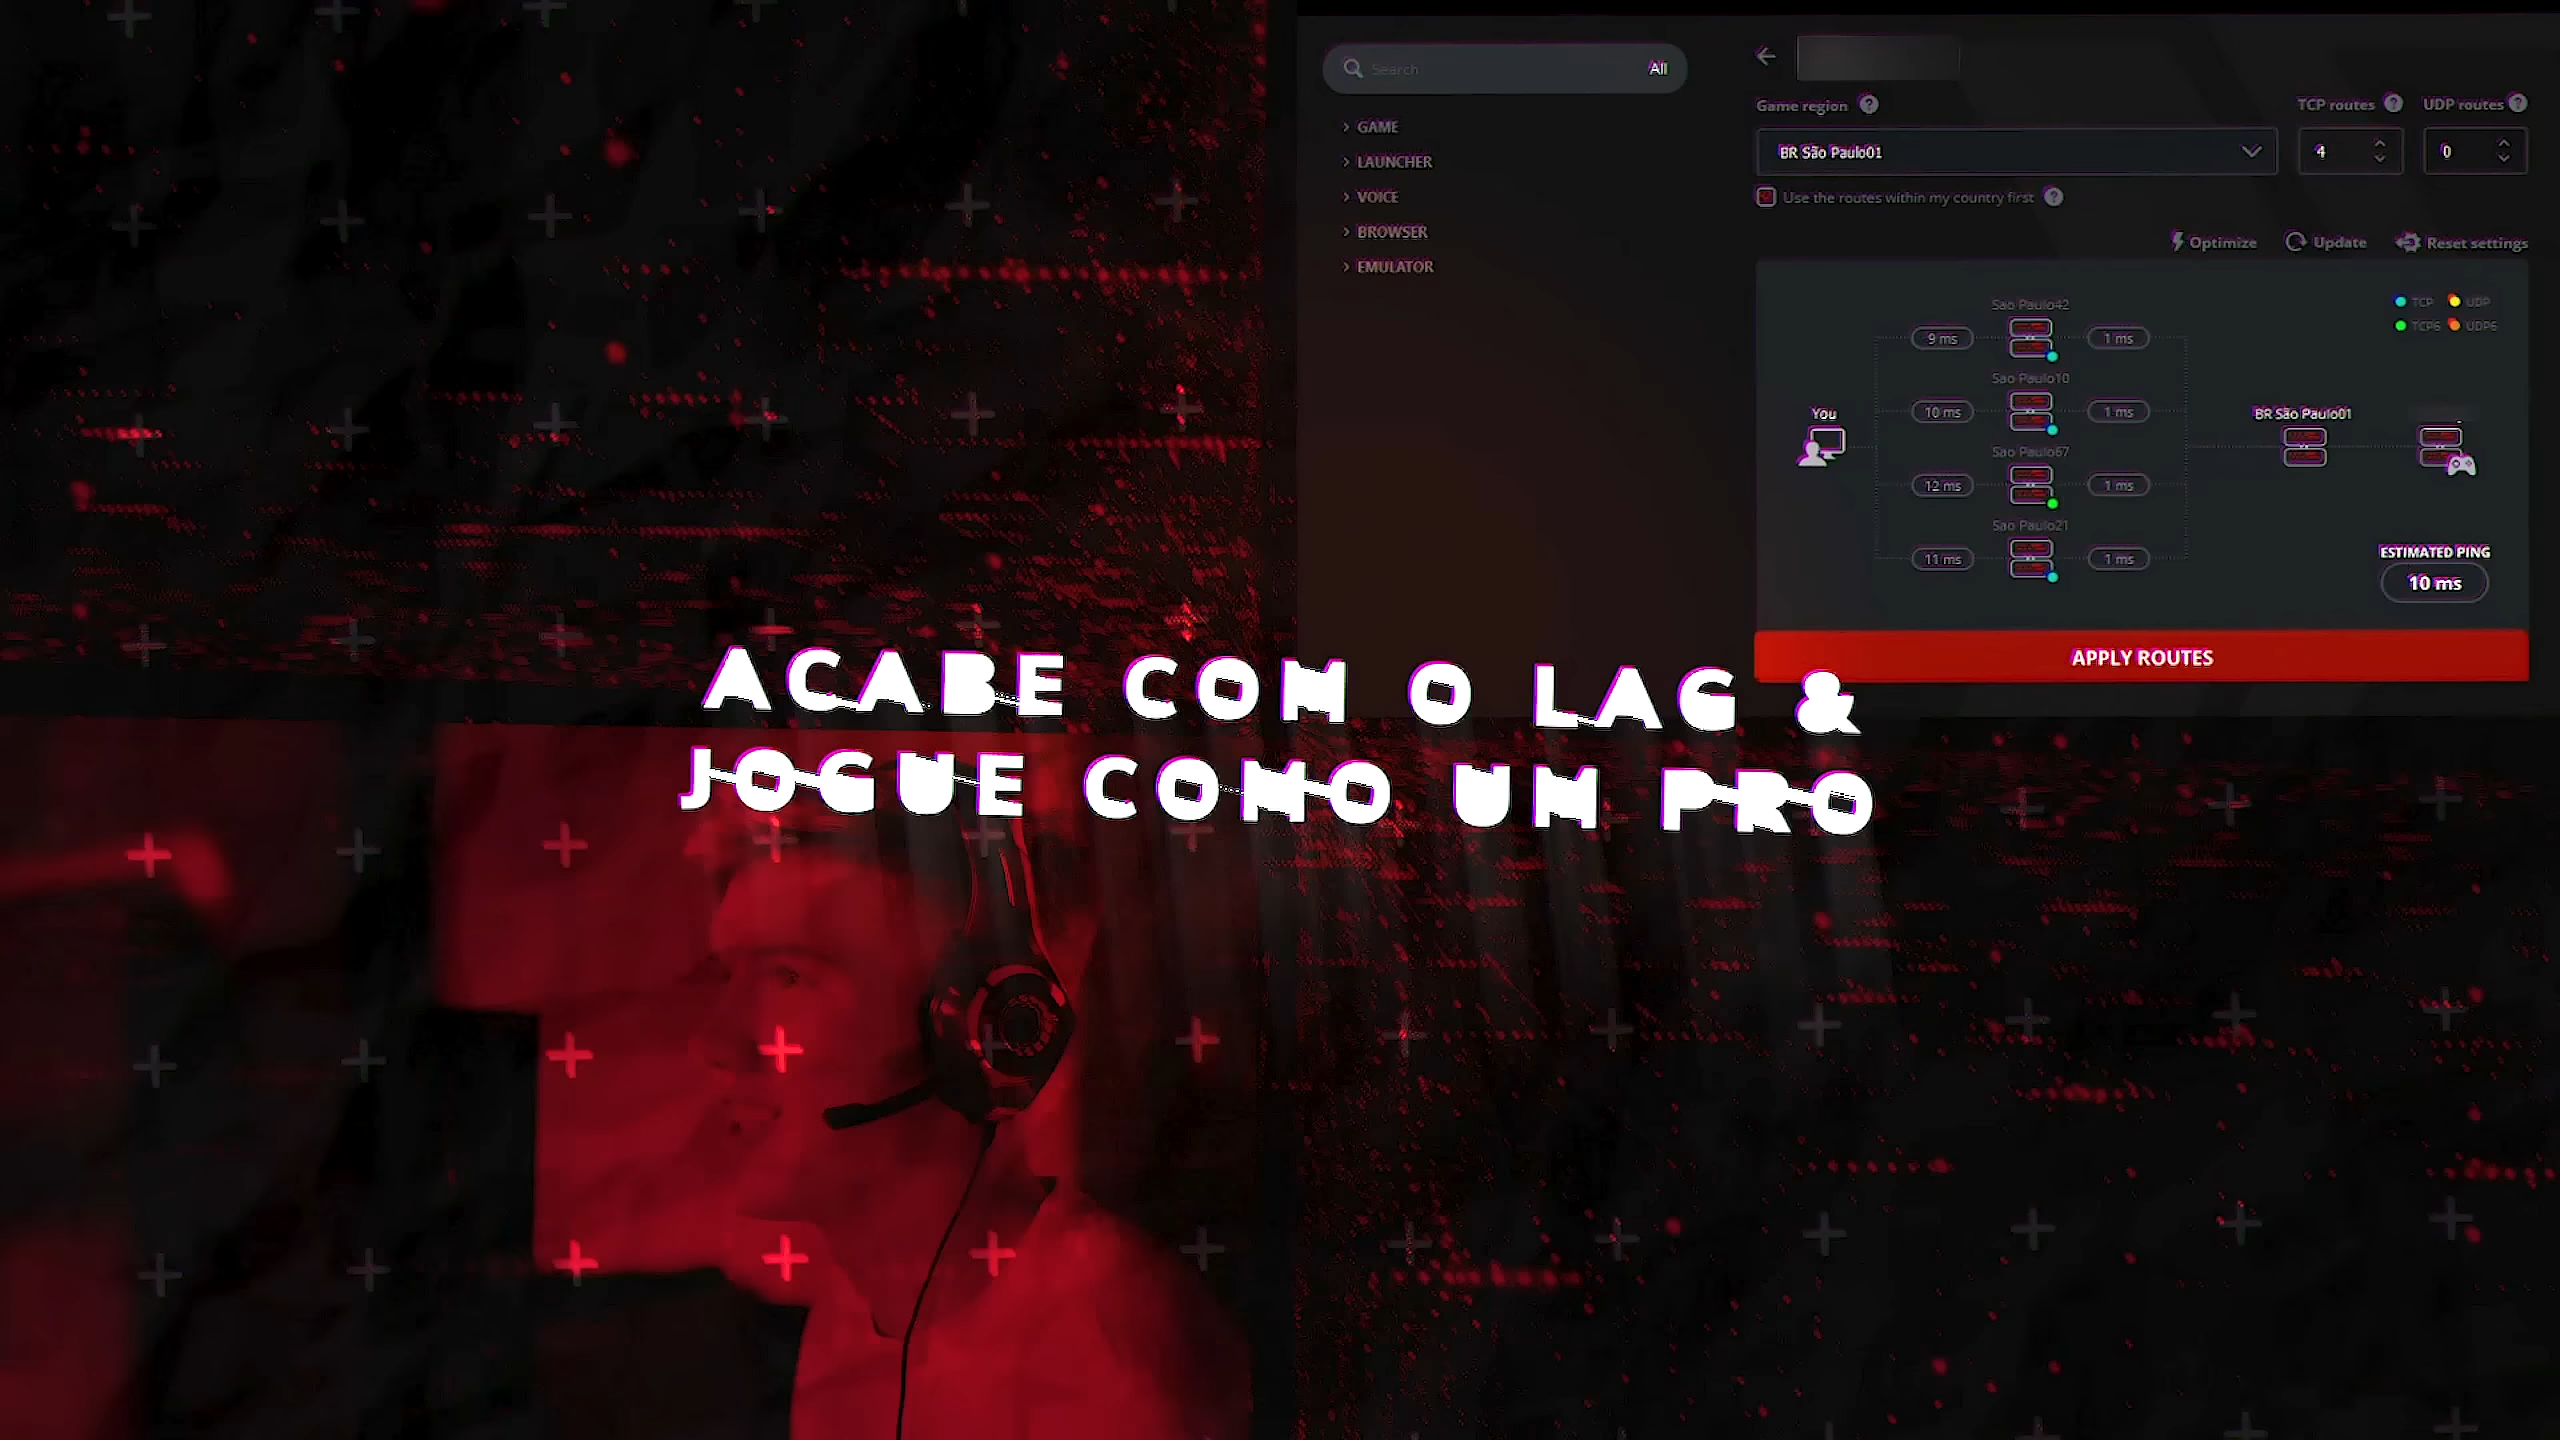 Search All
GAME
LAUNCHER
VOICE
BROWSER
EMULATOR
Game region ?
TCP routes ? UDP routes ?
BR São Paulo01
4
0
Use the routes within my country first ?
Optimize Update Reset settings
TCP UDP
TCP6 UDP6
Sao Paulo42
9 ms 1 ms
Sao Paulo10
10 ms 1 ms
You
BR São Paulo01
Sao Paulo67
12 ms 1 ms
Sao Paulo21
11 ms 1 ms
ESTIMATED PING
10 ms
APPLY ROUTES
ACABE COM O LAG &
JOGUE COMO UM PRO